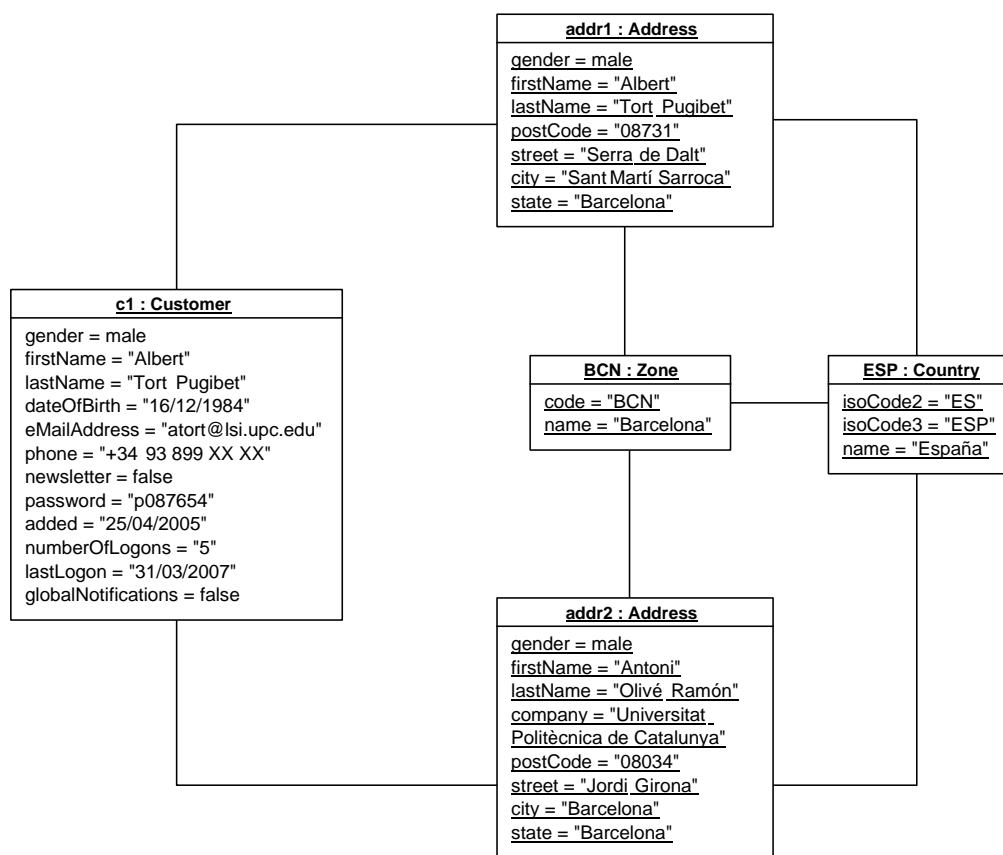 addr1 : Address
gender = male
firstName = "Albert"
lastName = "Tort Pugibet"
postCode = "08731"
street = "Serra de Dalt"
city = "Sant Martí Sarroca"
state = "Barcelona"
c1 : Customer
gender = male
firstName = "Albert"
lastName = "Tort Pugibet"
dateOfBirth = "16/12/1984"
eMailAddress = "atort@lsi.upc.edu"
phone = "+34 93 899 XX XX"
newsletter = false
password = "p087654"
added = "25/04/2005"
numberOfLogons = "5"
lastLogon = "31/03/2007"
globalNotifications = false
BCN : Zone
code = "BCN"
name = "Barcelona"
ESP : Country
isoCode2 = "ES"
isoCode3 = "ESP"
name = "España"
addr2 : Address
gender = male
firstName = "Antoni"
lastName = "Olivé Ramón"
company = "Universitat
Politècnica de Catalunya"
postCode = "08034"
street = "Jordi Girona"
city = "Barcelona"
state = "Barcelona"